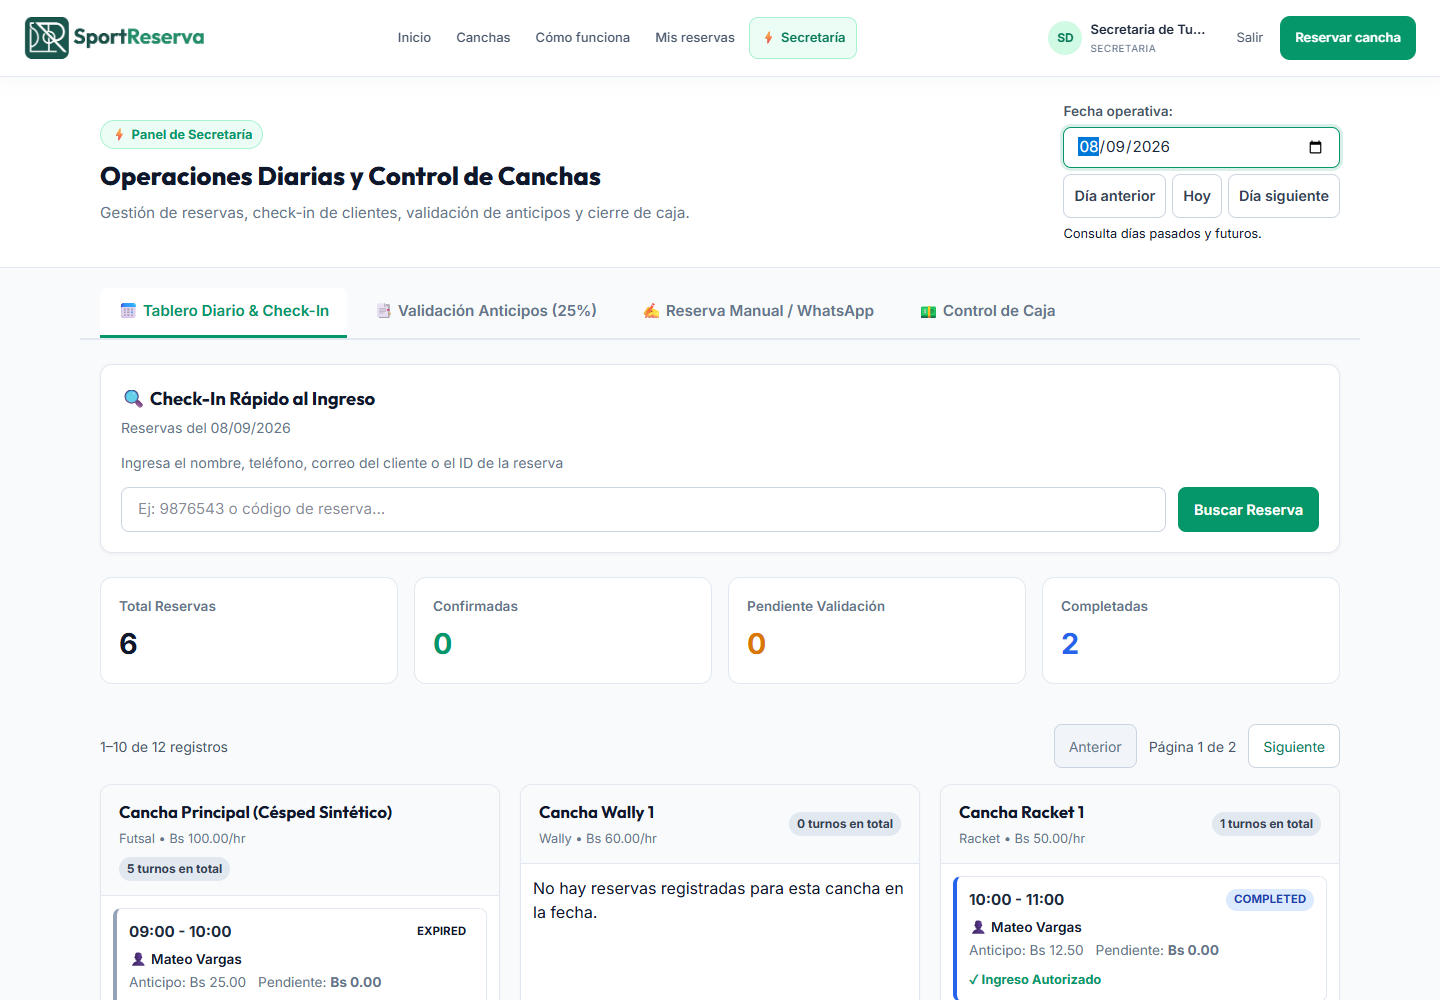 SportReserva
Inicio
Canchas
Cómo funciona
Mis reservas
Secretaría
SD
Secretaria de Tu...
SECRETARIA
Salir
Reservar cancha
Panel de Secretaría
Operaciones Diarias y Control de Canchas
Gestión de reservas, check-in de clientes, validación de anticipos y cierre de caja.
Fecha operativa:
08/09/2026
Día anterior
Hoy
Día siguiente
Consulta días pasados y futuros.
Tablero Diario & Check-In
Validación Anticipos (25%)
Reserva Manual / WhatsApp
Control de Caja
Check-In Rápido al Ingreso
Reservas del 08/09/2026
Ingresa el nombre, teléfono, correo del cliente o el ID de la reserva
Ej: 9876543 o código de reserva...
Buscar Reserva
Total Reservas
6
Confirmadas
0
Pendiente Validación
0
Completadas
2
1–10 de 12 registros
Anterior
Página 1 de 2
Siguiente
Cancha Principal (Césped Sintético)
Futsal • Bs 100.00/hr
5 turnos en total
09:00 - 10:00
EXPIRED
Mateo Vargas
Anticipo: Bs 25.00 Pendiente: Bs 0.00
Cancha Wally 1
Wally • Bs 60.00/hr
0 turnos en total
No hay reservas registradas para esta cancha en
la fecha.
Cancha Racket 1
Racket • Bs 50.00/hr
1 turnos en total
10:00 - 11:00
COMPLETED
Mateo Vargas
Anticipo: Bs 12.50 Pendiente: Bs 0.00
✓ Ingreso Autorizado